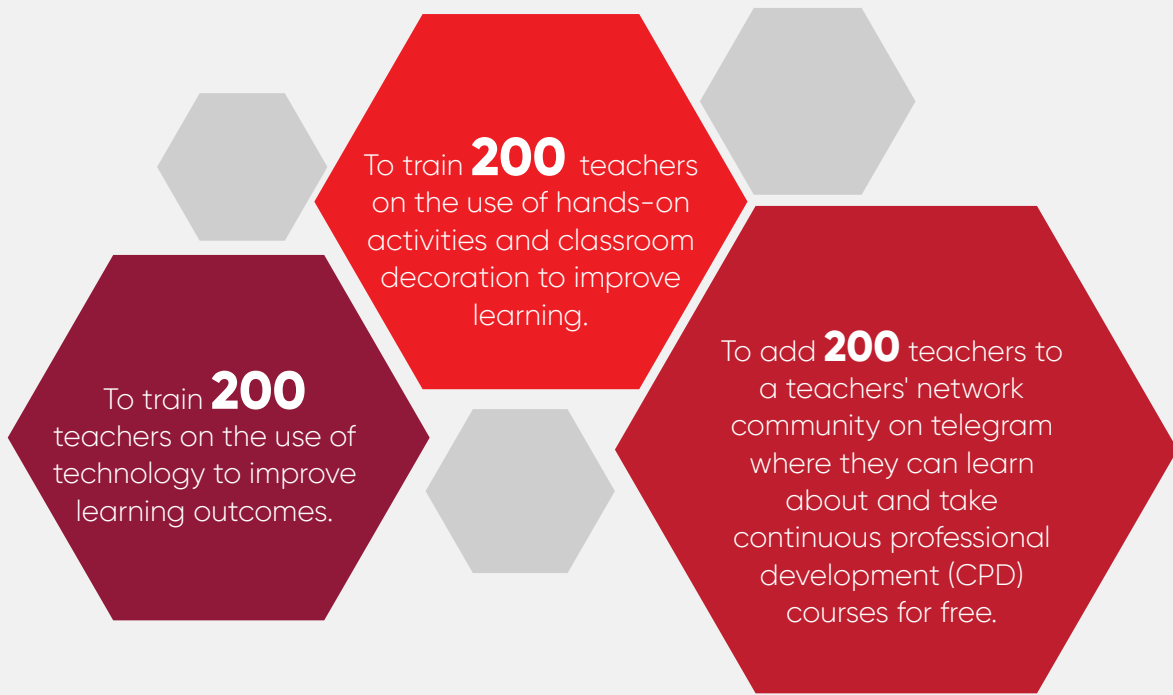 To train 200 teachers
on the use of hands-on
activities and classroom
decoration to improve
learning.
To train 200
teachers on the use of
technology to improve
learning outcomes.
To add 200 teachers to
a teachers' network
community on telegram
where they can learn
about and take
continuous professional
development (CPD)
courses for free.